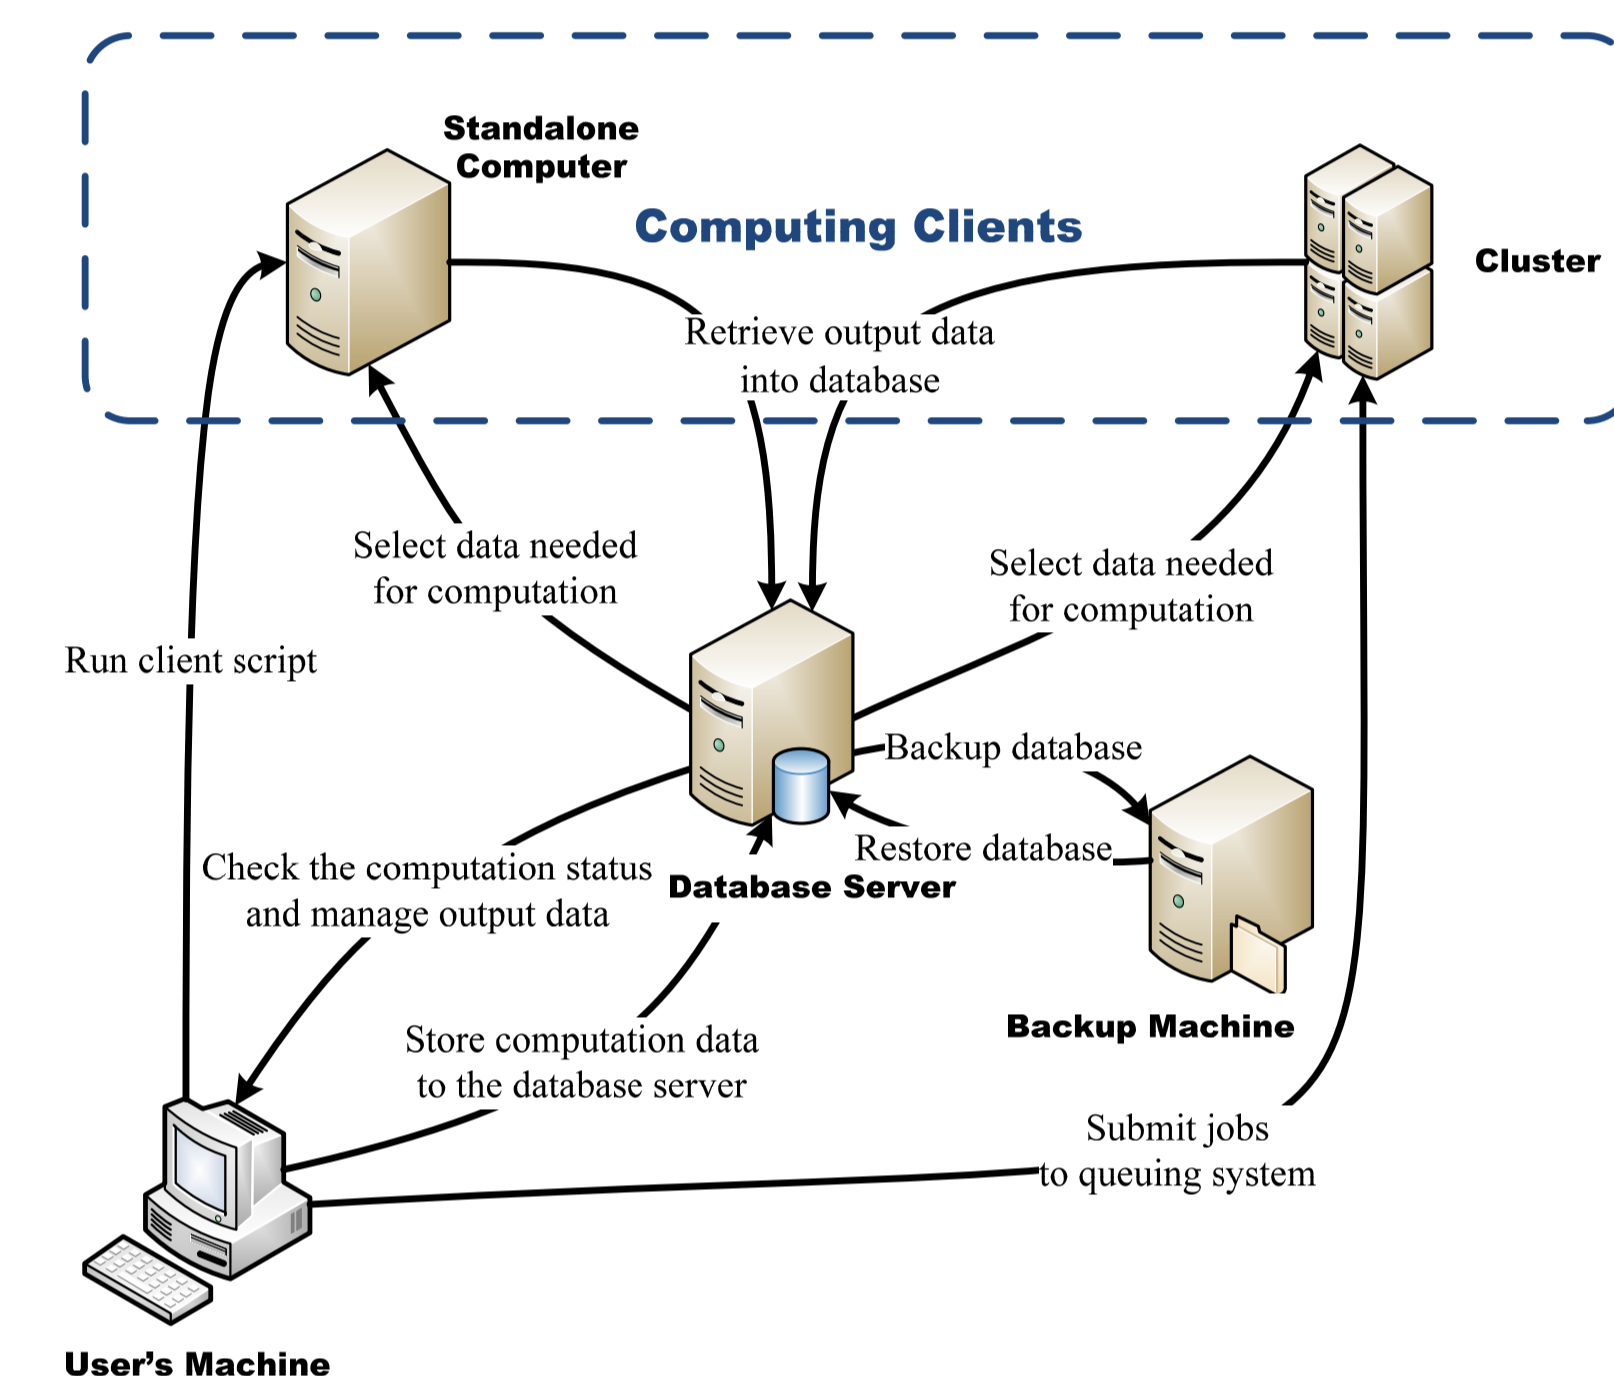 Standalone
Computer
Computing Clients
Cluster
Retrieve output data
into database
Select data needed
for computation
Select data needed
for computation
Run client script
Backup database
Restore database
Check the computation status
and manage output data
Database Server
Store computation data
to the database server
Backup Machine
Submit jobs
to queuing system
User’s Machine